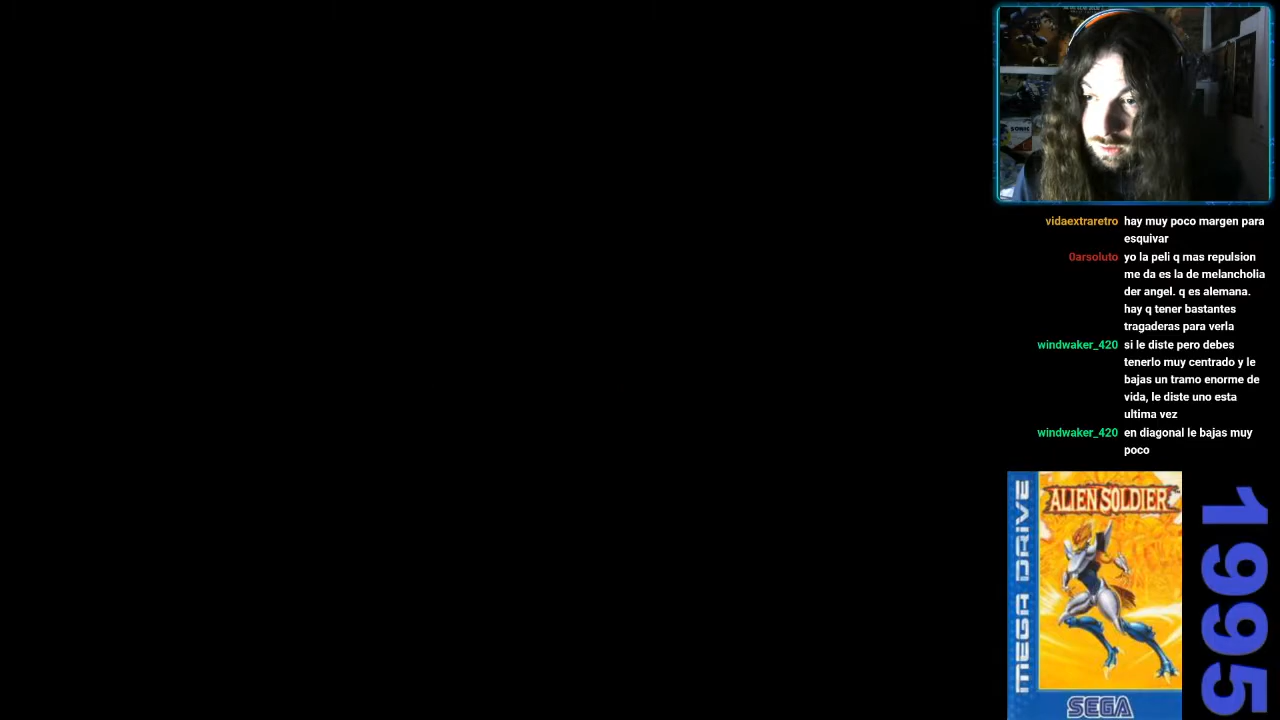 SONIC
vidaextraretro hay muy poco margen para
esquivar
0arsoluto yo la peli q mas repulsion
me da es la de melancholia
der angel. q es alemana.
hay q tener bastantes
tragaderas para verla
windwaker_420 si le diste pero debes
tenerlo muy centrado y le
bajas un tramo enorme de
vida, le diste uno esta
ultima vez
windwaker_420 en diagonal le bajas muy
poco
MEGA DRIVE
ALIEN SOLDIER
SEGA
1995